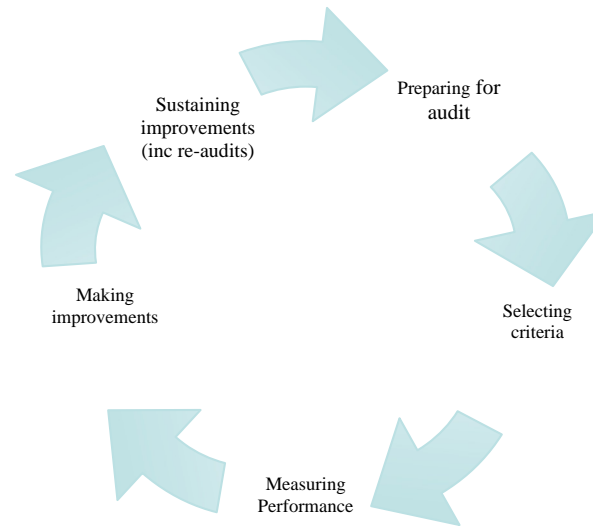 Preparing for
audit
Selecting
criteria
Measuring
Performance
Making
improvements
Sustaining
improvements
(inc re-audits)